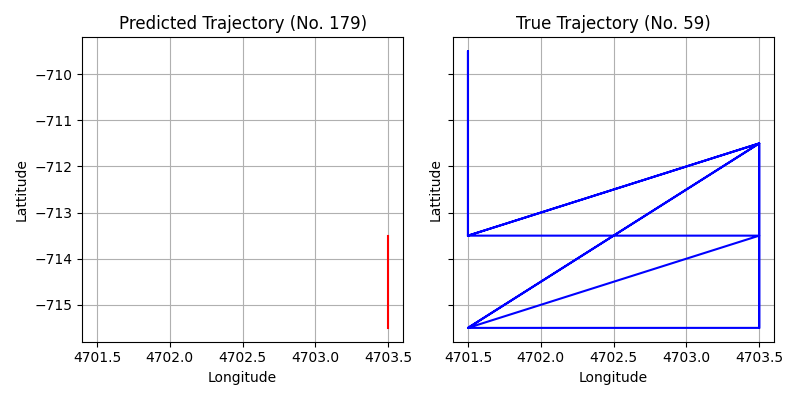 Predicted Trajectory (No. 179)
True Trajectory (No. 59)
Lattitude
−710
−711
−712
−713
−714
−715
4701.5 4702.0 4702.5 4703.0 4703.5
Longitude
Lattitude
4701.5 4702.0 4702.5 4703.0 4703.5
Longitude